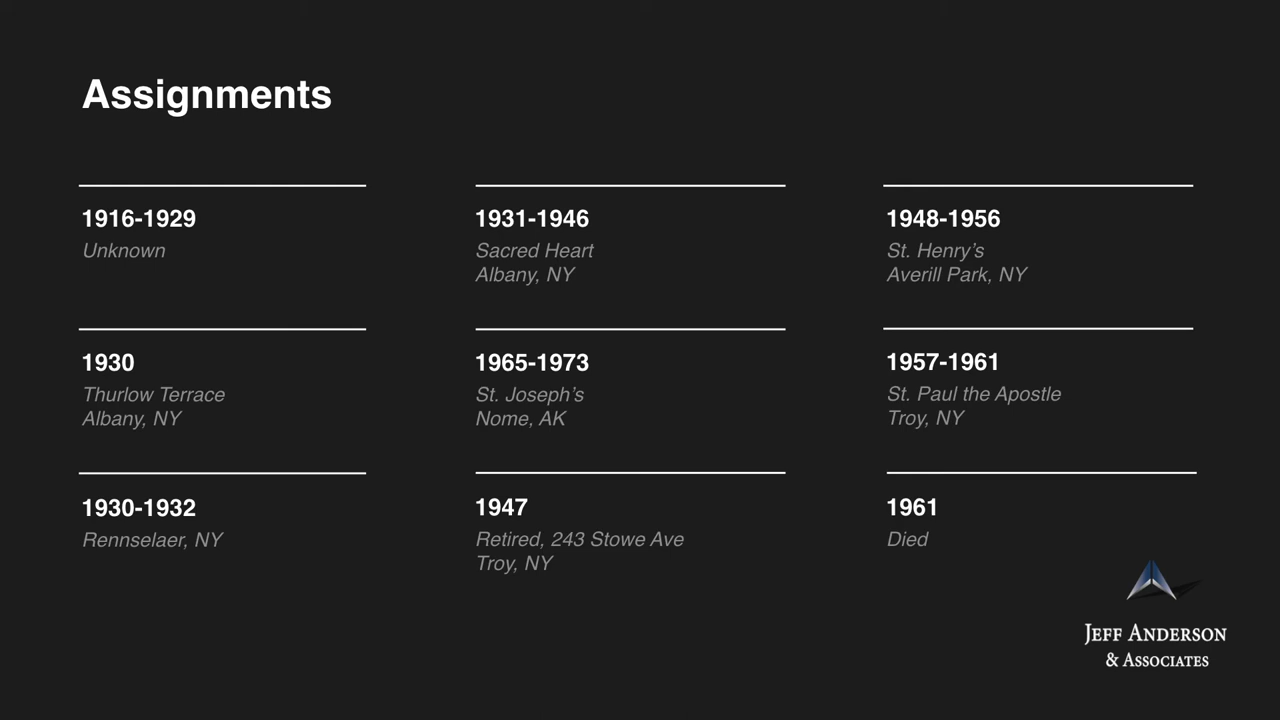 Assignments
1916-1929
Unknown
1930
Thurlow Terrace
Albany, NY
1930-1932
Rennselaer, NY
1931-1946
Sacred Heart
Albany, NY
1965-1973
St. Joseph’s
Nome, AK
1947
Retired, 243 Stowe Ave
Troy, NY
1948-1956
St. Henry’s
Averill Park, NY
1957-1961
St. Paul the Apostle
Troy, NY
1961
Died
Jeff Anderson
& Associates